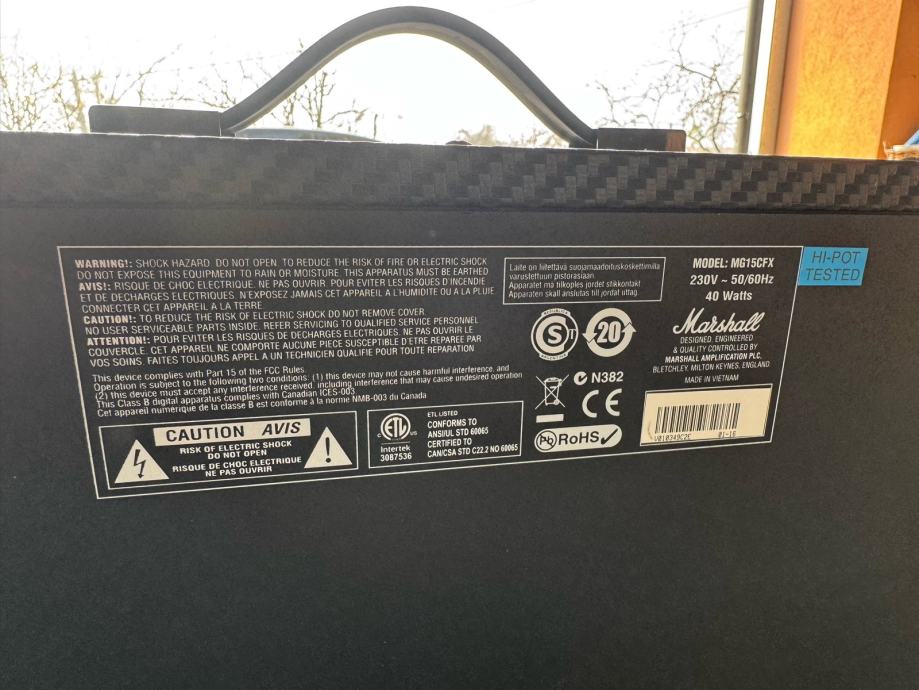 WARNING!: SHOCK HAZARD. DO NOT OPEN. TO REDUCE THE RISK OF FIRE OR ELECTRIC SHOCK
DO NOT EXPOSE THIS EQUIPMENT TO RAIN OR MOISTURE. THIS APPARATUS MUST BE EARTHED
AVIS!: RISQUE DE CHOC ELECTRIQUE. NE PAS OUVRIR. POUR EVITER LES RISQUES D'INCENDIE
ET DE DECHARGES ELECTRIQUES. N'EXPOSEZ JAMAIS CET APPAREIL A L'HUMIDITE OU A LA PLUIE
CONNECTER CET APPAREIL A LA TERRE.
CAUTION!: TO REDUCE THE RISK OF ELECTRIC SHOCK DO NOT REMOVE COVER.
NO USER SERVICEABLE PARTS INSIDE. REFER SERVICING TO QUALIFIED SERVICE PERSONNEL
ATTENTION!: POUR EVITER LES RISQUES DE DECHARGES ELECTRIQUES. NE PAS OUVRIR LE
COUVERCLE. CET APPAREIL NE COMPORTE AUCUNE PIECE SUSCEPTIBLE D'ETRE REPAREE PAR
VOS SOINS. FAITES TOUJOURS APPEL A UN TECHNICIEN QUALIFIE POUR TOUTE REPARATION
This device complies with Part 15 of the FCC Rules.
Operation is subject to the following two conditions: (1) this device may not cause harmful interference, and
(2) this device must accept any interference received, including interference that may cause undesired operation
This Class B digital apparatus complies with Canadian ICES-003
Cet appareil numerique de la classe B est conforme à la norme NMB-003 du Canada
CAUTION AVIS
RISK OF ELECTRIC SHOCK
DO NOT OPEN
RISQUE DE CHOC ELECTRIQUE
NE PAS OUVRIR
ETL
C
Intertek
3087536
ETL LISTED
CONFORMS TO
ANSI/UL STD 60065
CERTIFIED TO
CAN/CSA STD C22.2 NO 60065
Laite on liitettävä suojamaadoituskoskettimilla
varustettuun pistorasiaan.
Apparatet må tilkoples jordet stikkontakt
Apparaten skall anslutas till jordat uttag.
S T
20
N382
CE
Pb RoHS
MODEL: MG15CFX
230V ~ 50/60Hz
40 Watts
Marshall
DESIGNED, ENGINEERED
& QUALITY CONTROLLED BY
MARSHALL AMPLIFICATION PLC.
BLETCHLEY, MILTON KEYNES, ENGLAND
MADE IN VIETNAM
HI-POT
TESTED